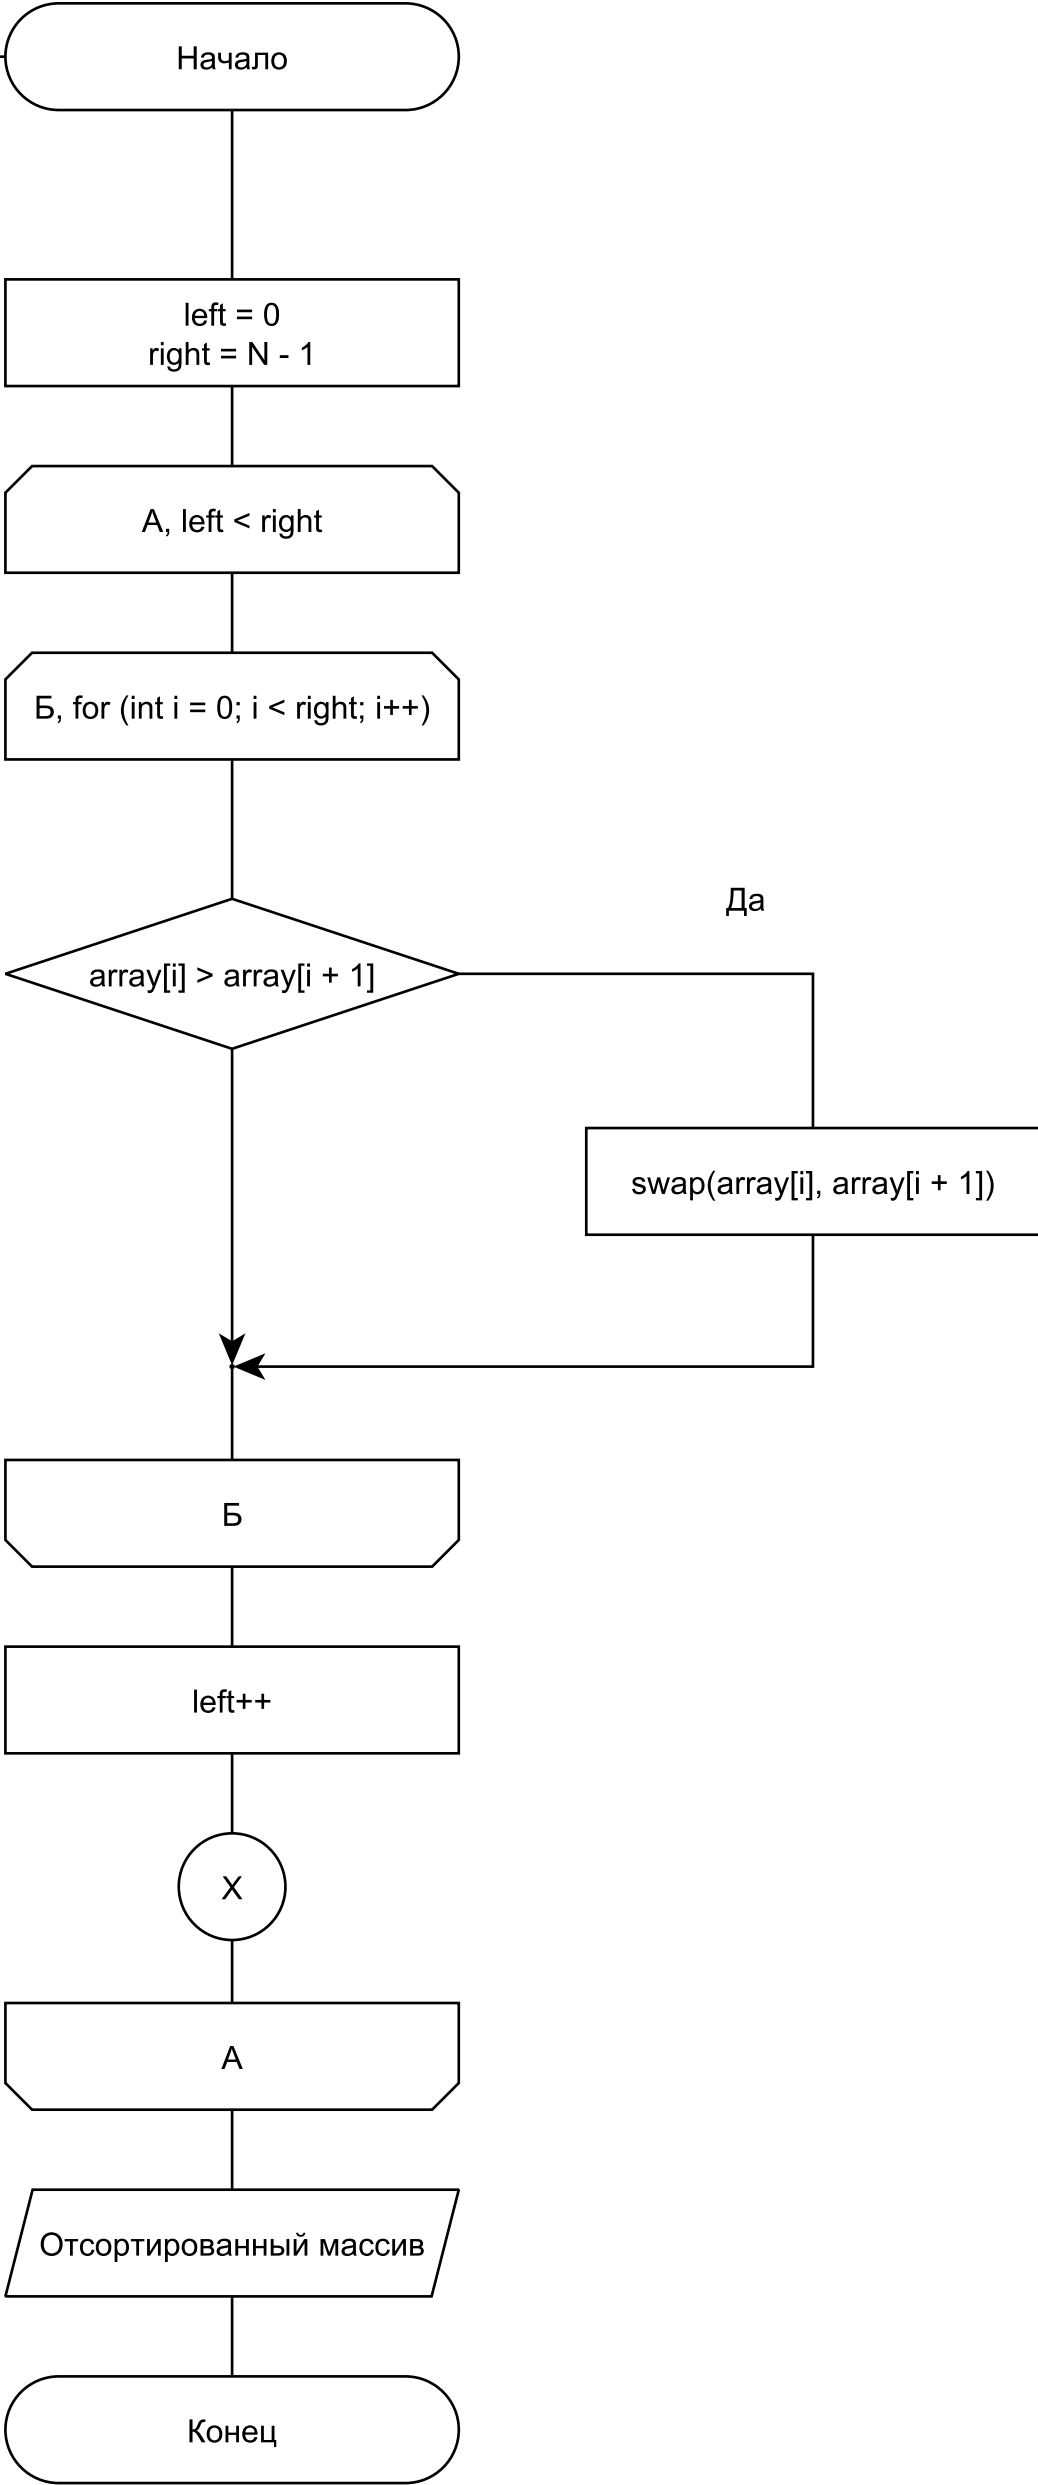 Начало
left = 0
right = N - 1
А, left < right
Б, for (int i = 0; i < right; i++)
Да
array[i] > array[i + 1]
swap(array[i], array[i + 1])
Б
left++
X
А
Отсортированный массив
Конец